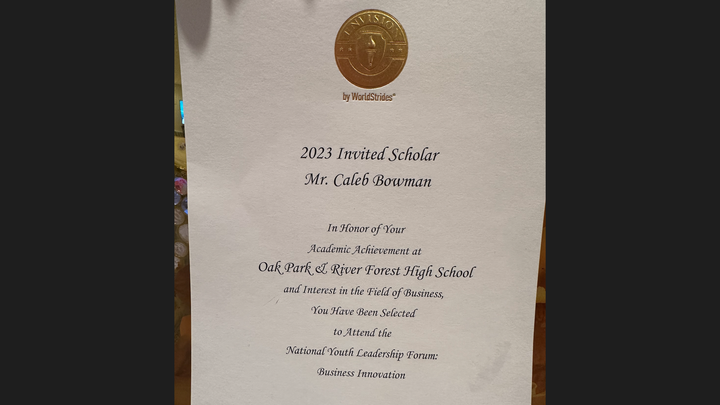 ENVISION
by WorldStrides®
2023 Invited Scholar
Mr. Caleb Bowman
In Honor of Your
Academic Achievement at
Oak Park & River Forest High School
and Interest in the Field of Business,
You Have Been Selected
to Attend the
National Youth Leadership Forum:
Business Innovation